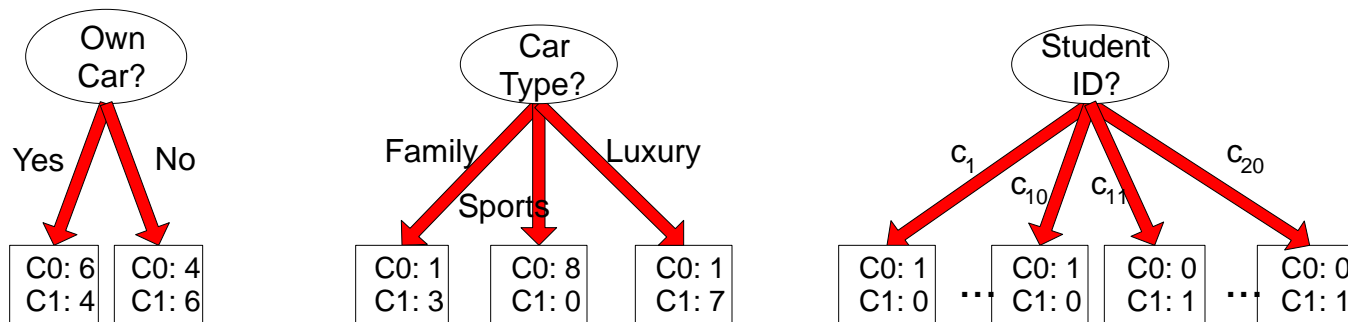 Own
Car?
Yes
No
C0: 6
C1: 4
C0: 4
C1: 6
Car
Type?
Family
Sports
Luxury
C0: 1
C1: 3
C0: 8
C1: 0
C0: 1
C1: 7
Student
ID?
c1
c10
c11
c20
C0: 1
C1: 0
...
C0: 1
C1: 0
C0: 0
C1: 1
...
C0: 0
C1: 1